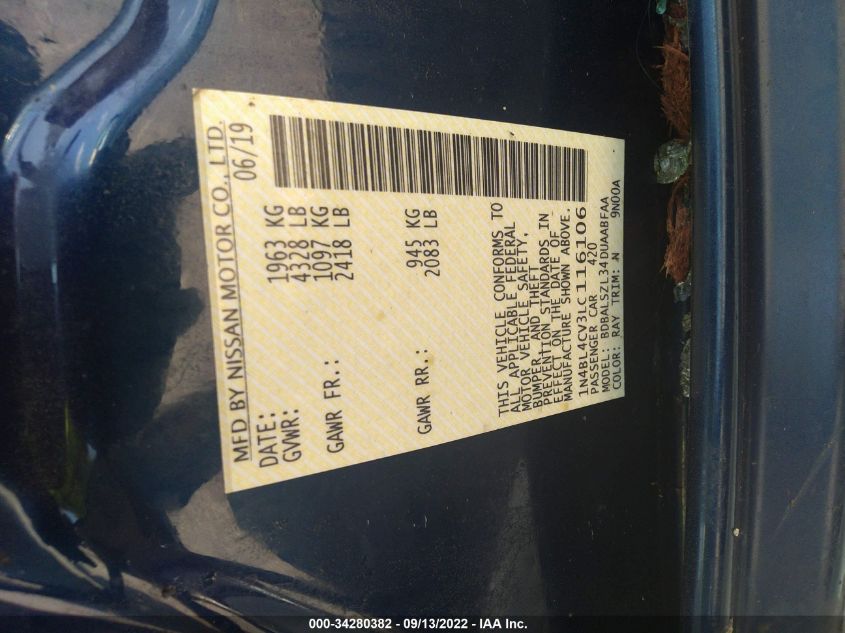 MFD BY NISSAN MOTOR CO., LTD.
DATE: 06/19
GVWR: 1963 KG
4328 LB
GAWR FR.: 1097 KG
2418 LB
GAWR RR.: 945 KG
2083 LB
THIS VEHICLE CONFORMS TO
ALL APPLICABLE FEDERAL
MOTOR VEHICLE SAFETY,
BUMPER AND THEFT
PREVENTION STANDARDS IN
EFFECT ON THE DATE OF
MANUFACTURE SHOWN ABOVE.
1N4BL4CV3LC116106
PASSENGER CAR 420
MODEL: BDBALSZL34DUAABFAA
COLOR: RAY TRIM: W 9N00A
000-34280382 - 09/13/2022 - IAA Inc.